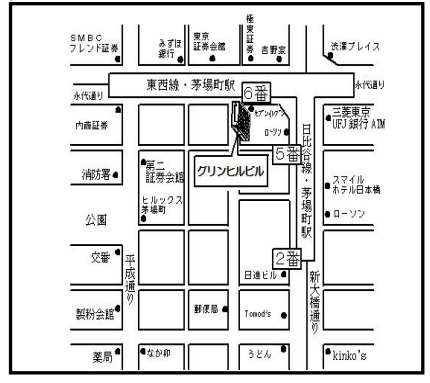 SMBC
フレンド証券
みずほ
銀行
東京
証券会館
極東証券
吉野家
渋澤プレイス
永代通り
東西線・茅場町駅
永代通り
6番
内藤証券
セブンイレブン
ローソン
三菱東京
UFJ銀行ATM
日比谷線・茅場町駅
5番
消防署
第二
証券会館
グリンヒルビル
スマイル
ホテル日本橋
ヒルックス
茅場町
ローソン
公園
2番
交番
平成通り
日進ビル
新大橋通り
製粉会館
郵便局
Tomod's
薬局
なか卯
うどん
kinko's